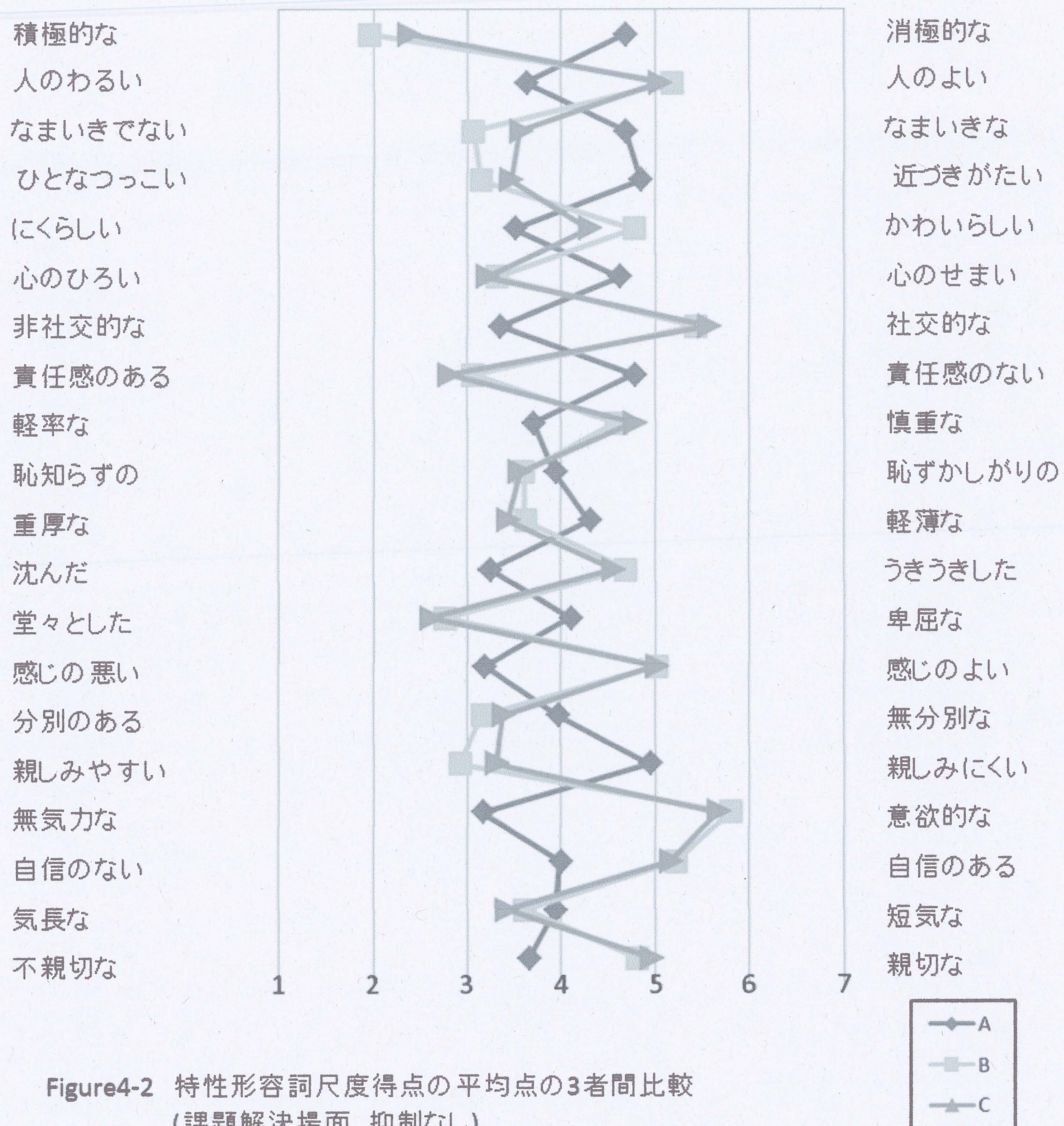 積極的な 消極的な
人のわるい 人のよい
なまいきでない なまいきな
ひとなつっこい 近づきがたい
にくらしい かわいらしい
心のひろい 心のせまい
非社交的な 社交的な
責任感のある 責任感のない
軽率な 慎重な
恥知らずの 恥ずかしがりの
重厚な 軽薄な
沈んだ うきうきした
堂々とした 卑屈な
感じの悪い 感じのよい
分別のある 無分別な
親しみやすい 親しみにくい
無気力な 意欲的な
自信のない 自信のある
気長な 短気な
不親切な 親切な
1 2 3 4 5 6 7
A
B
C
Figure4-2 特性形容詞尺度得点の平均点の3者間比較
(課題解決場面 抑制なし)